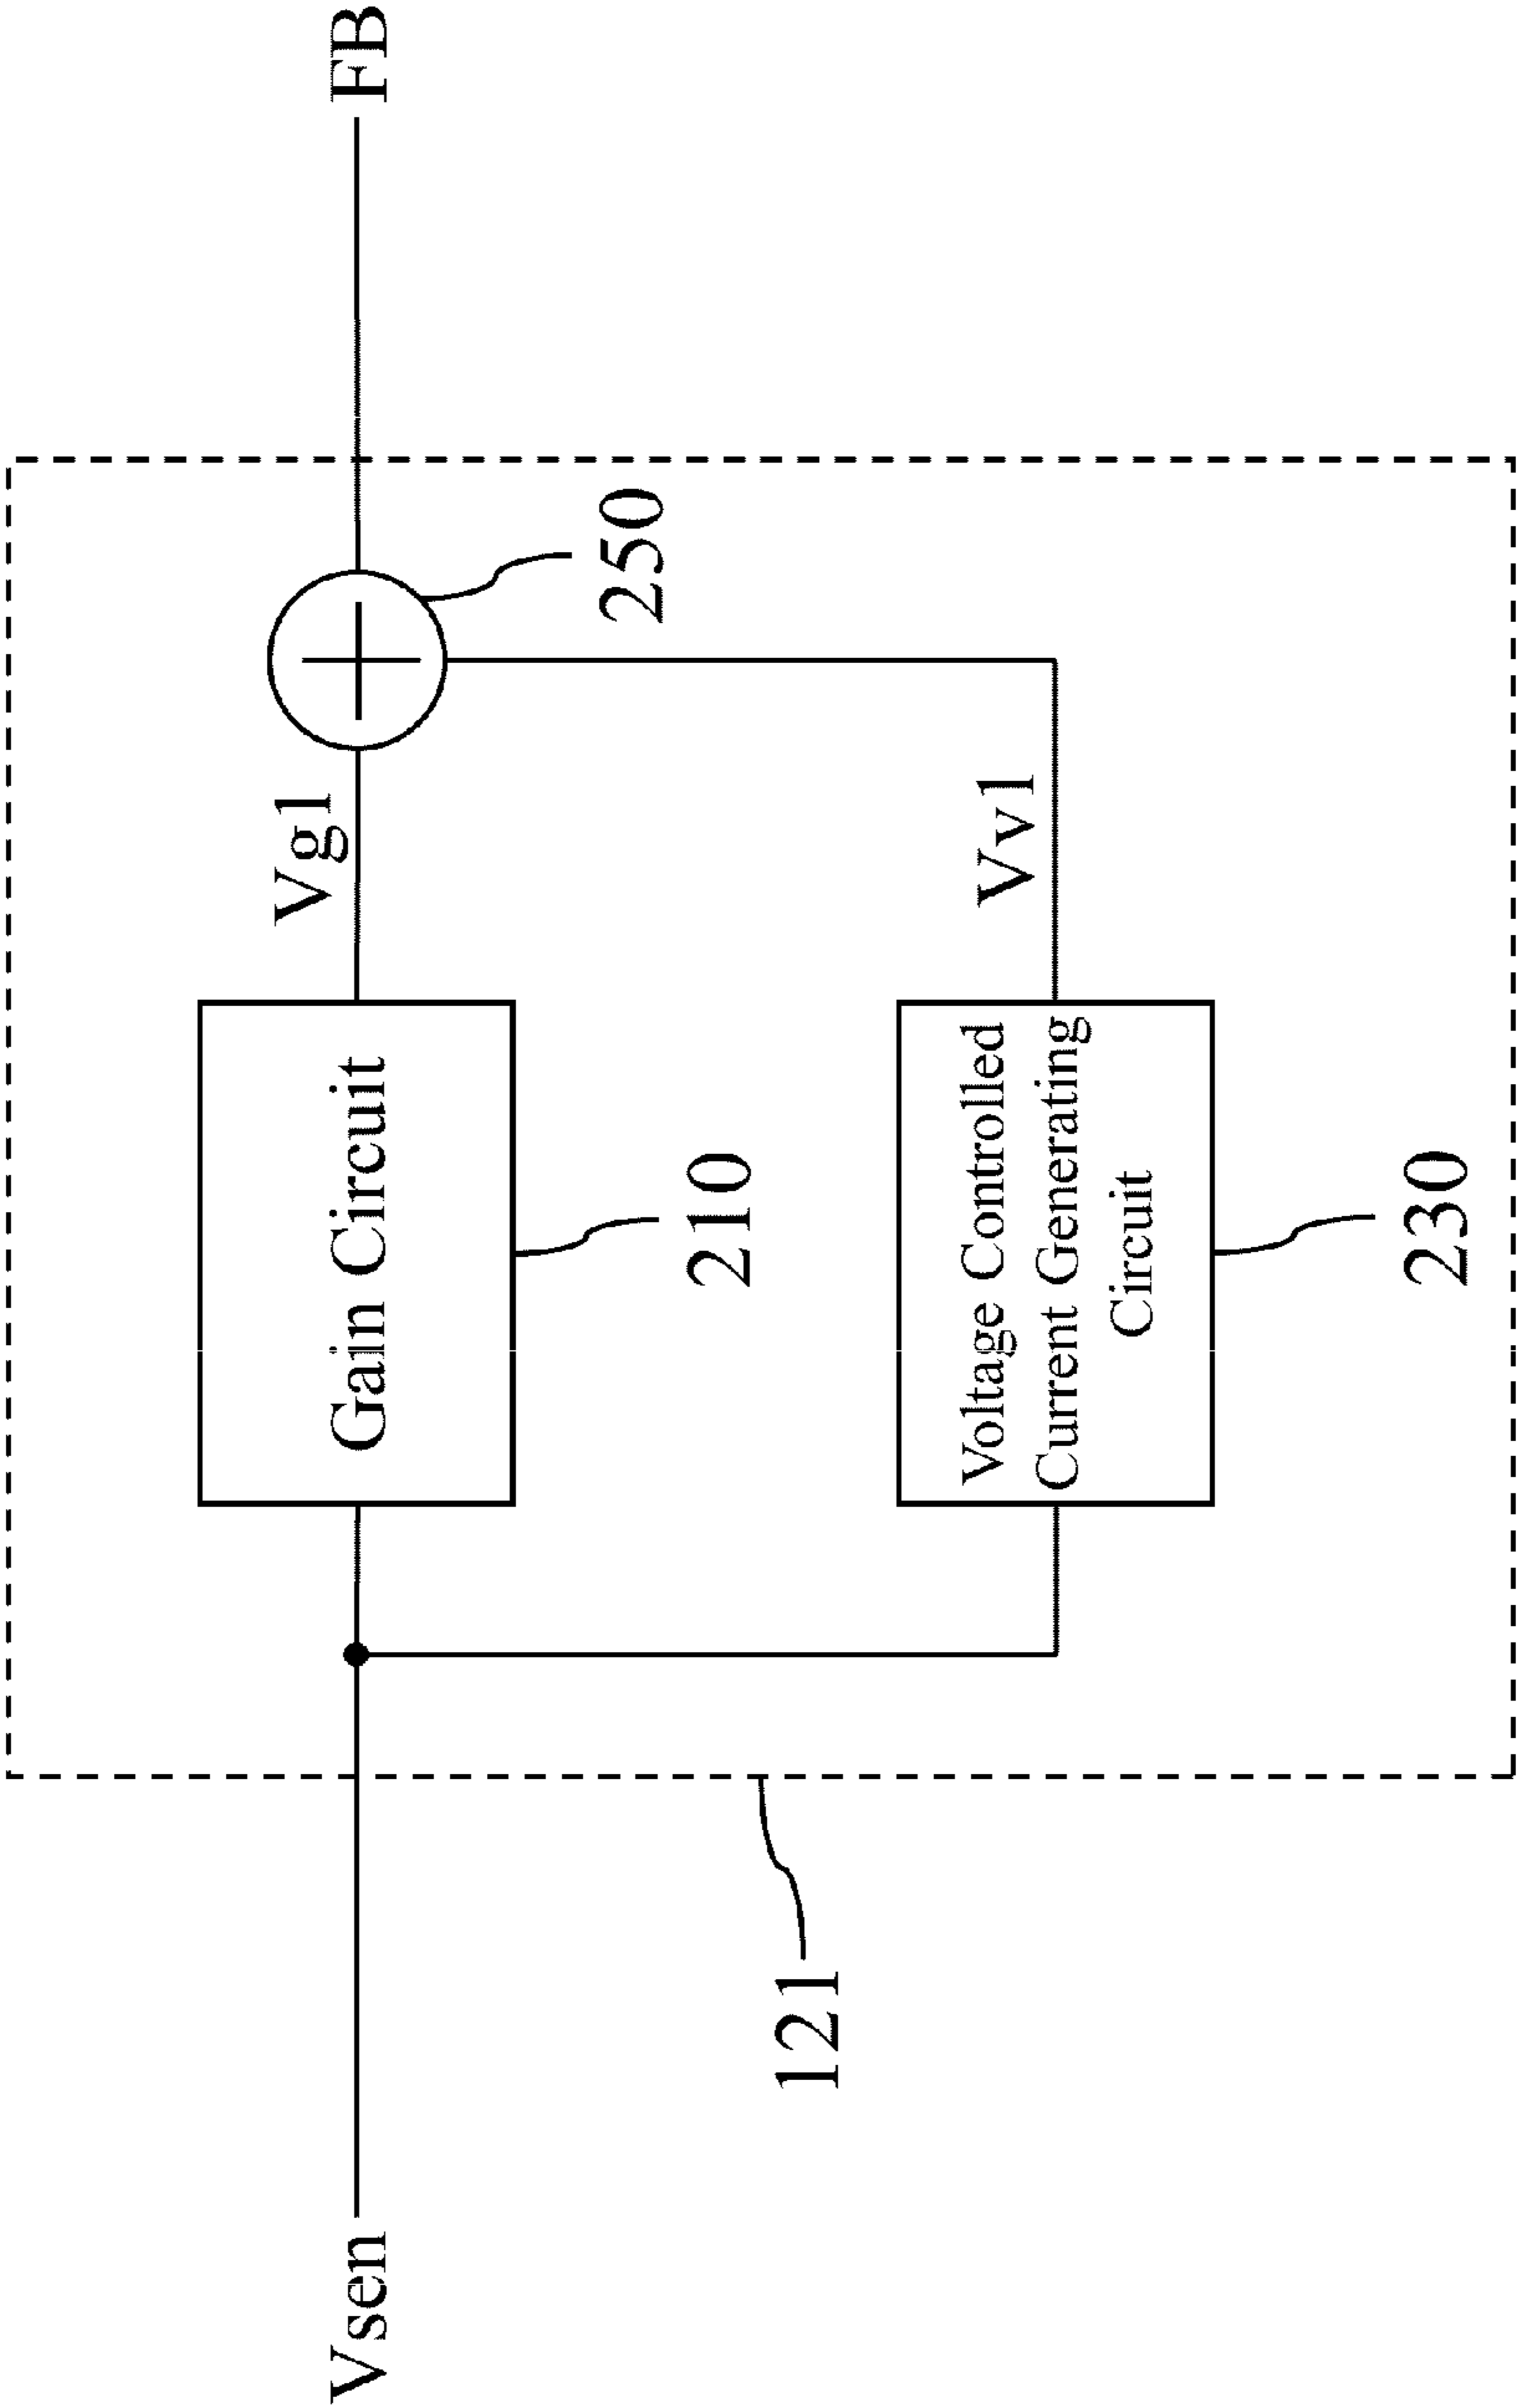 Vsen
121
Gain Circuit
210
Vg1
250
FB
Voltage Controlled
Current Generating
Circuit
230
Vv1